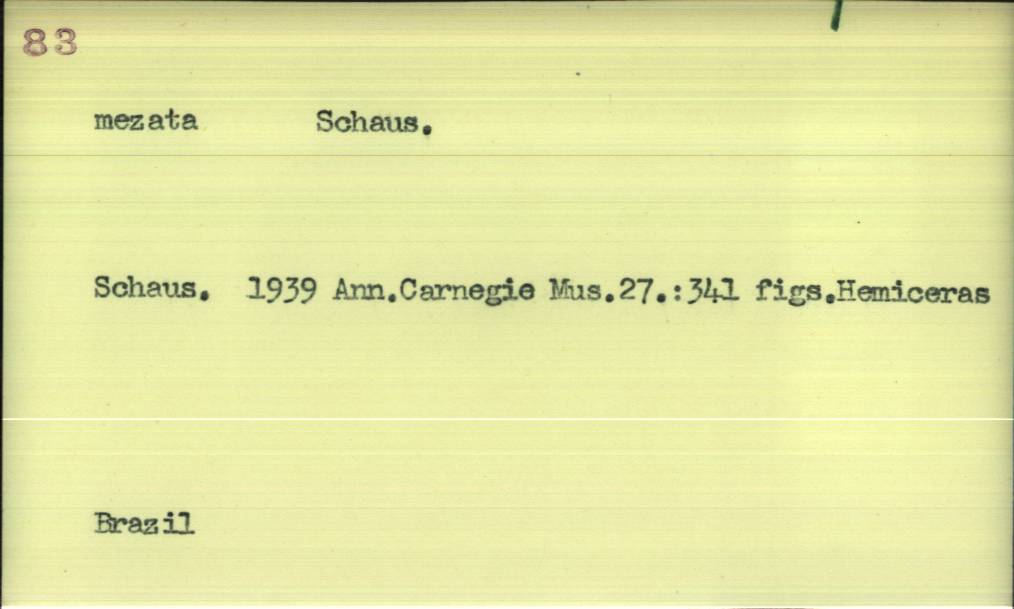 83
mezata Schaus.
Schaus. 1939 Ann.Carnegie Mus.27.:341 figs.Hemiceras
Brazil